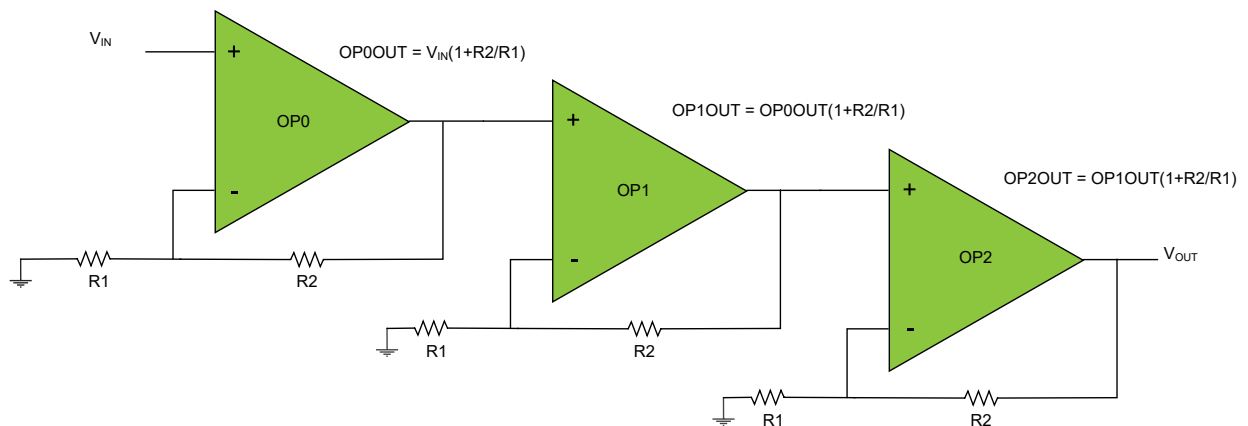 VIN
+
OP0OUT = VIN(1+R2/R1)
OP0
-
R1
R2
+
OP1OUT = OP0OUT(1+R2/R1)
OP1
-
R1
R2
+
OP2OUT = OP1OUT(1+R2/R1)
OP2
VOUT
-
R1
R2